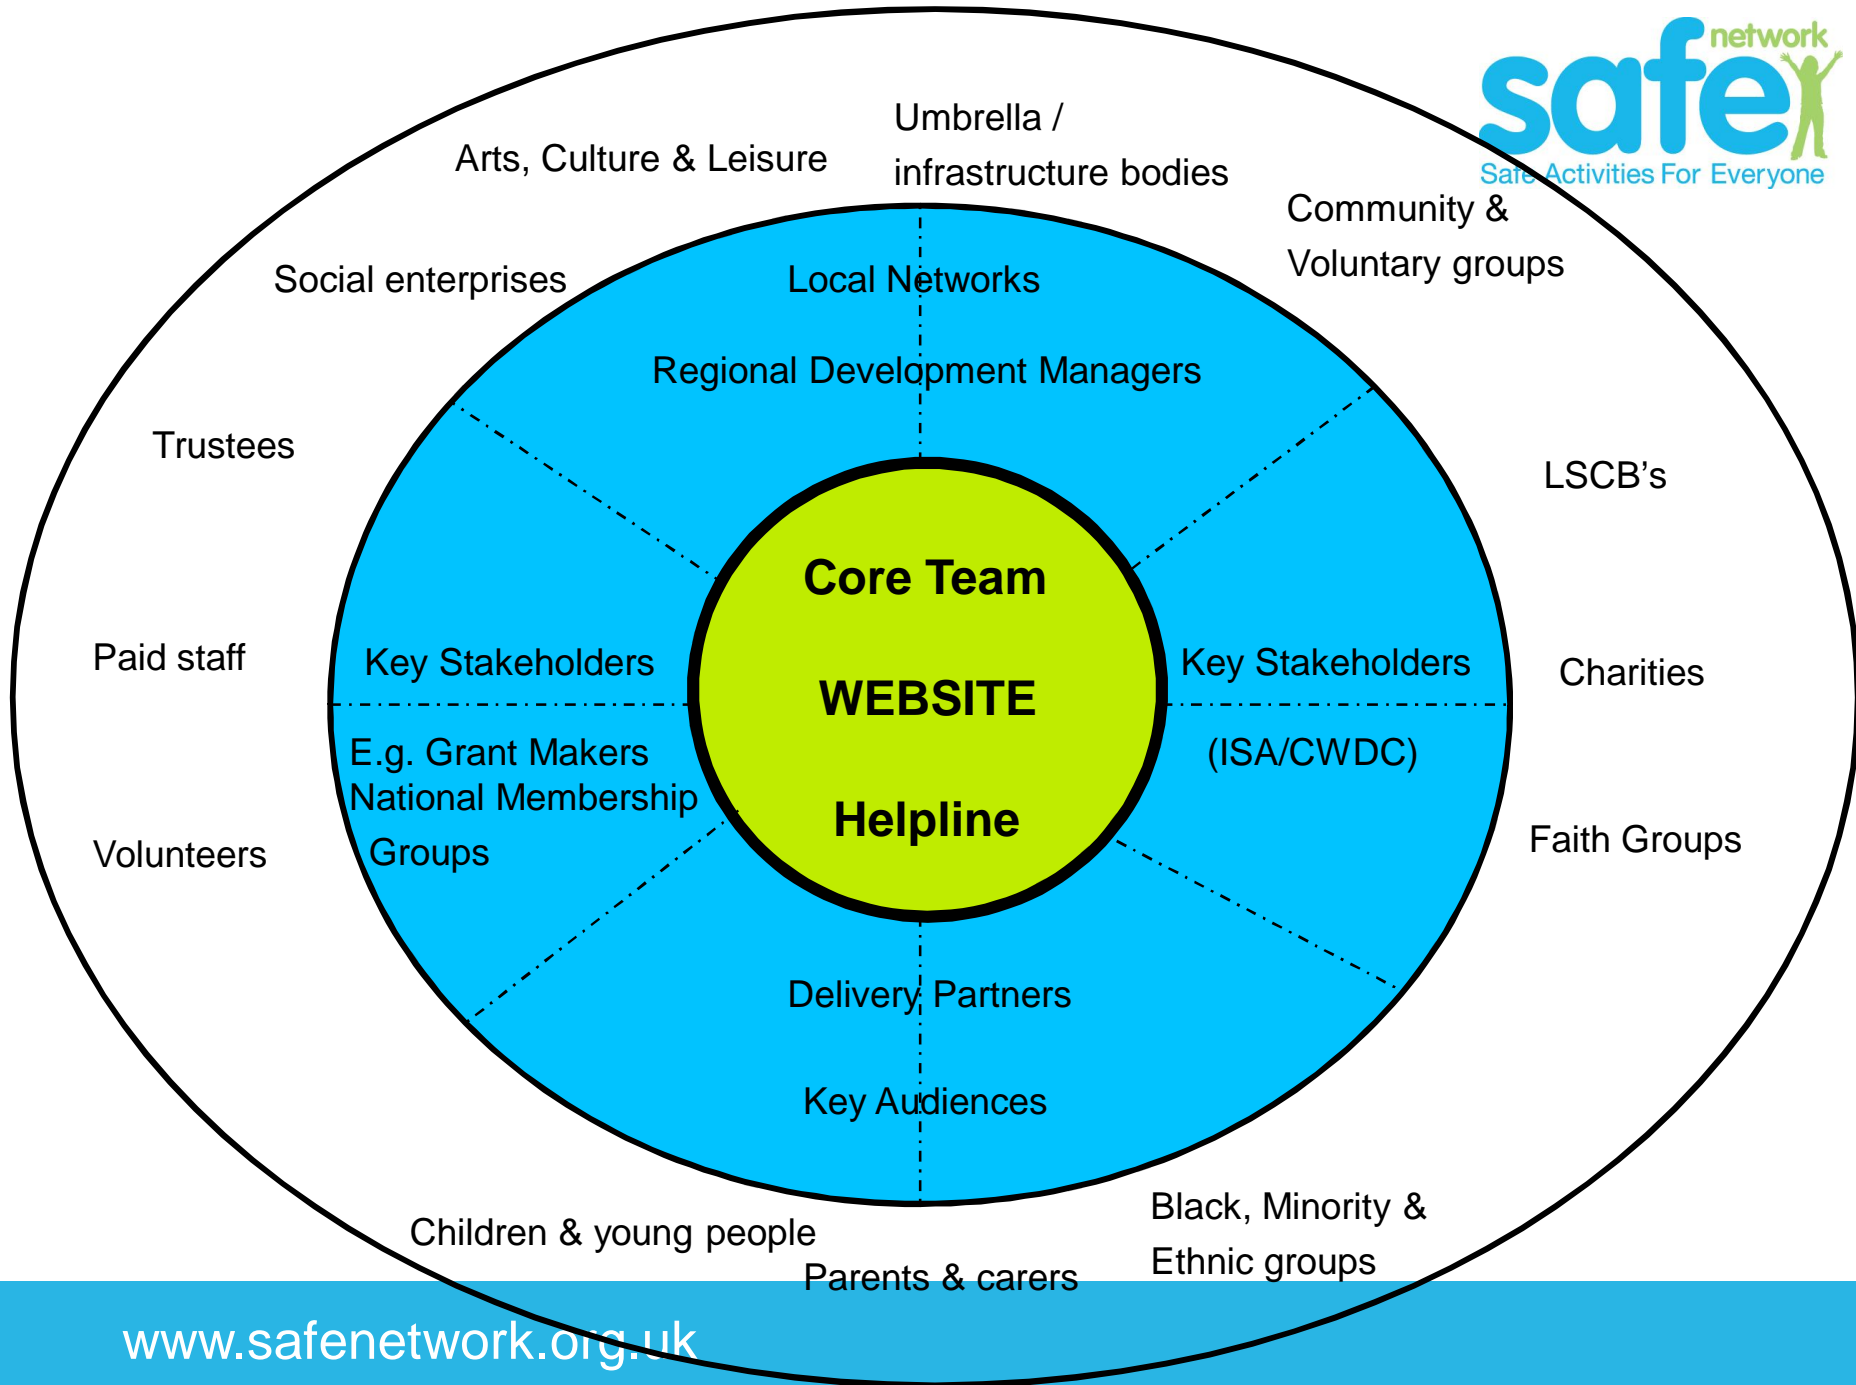 network
safe
Safe Activities For Everyone
Umbrella /
infrastructure bodies
Arts, Culture & Leisure
Community &
Voluntary groups
Social enterprises
Local Networks
Regional Development Managers
Trustees
LSCB’s
Core Team
WEBSITE
Helpline
Paid staff
Key Stakeholders
Key Stakeholders
Charities
E.g. Grant Makers
National Membership
Groups
(ISA/CWDC)
Volunteers
Faith Groups
Delivery Partners
Key Audiences
Children & young people
Parents & carers
Black, Minority &
Ethnic groups
www.safenetwork.org.uk